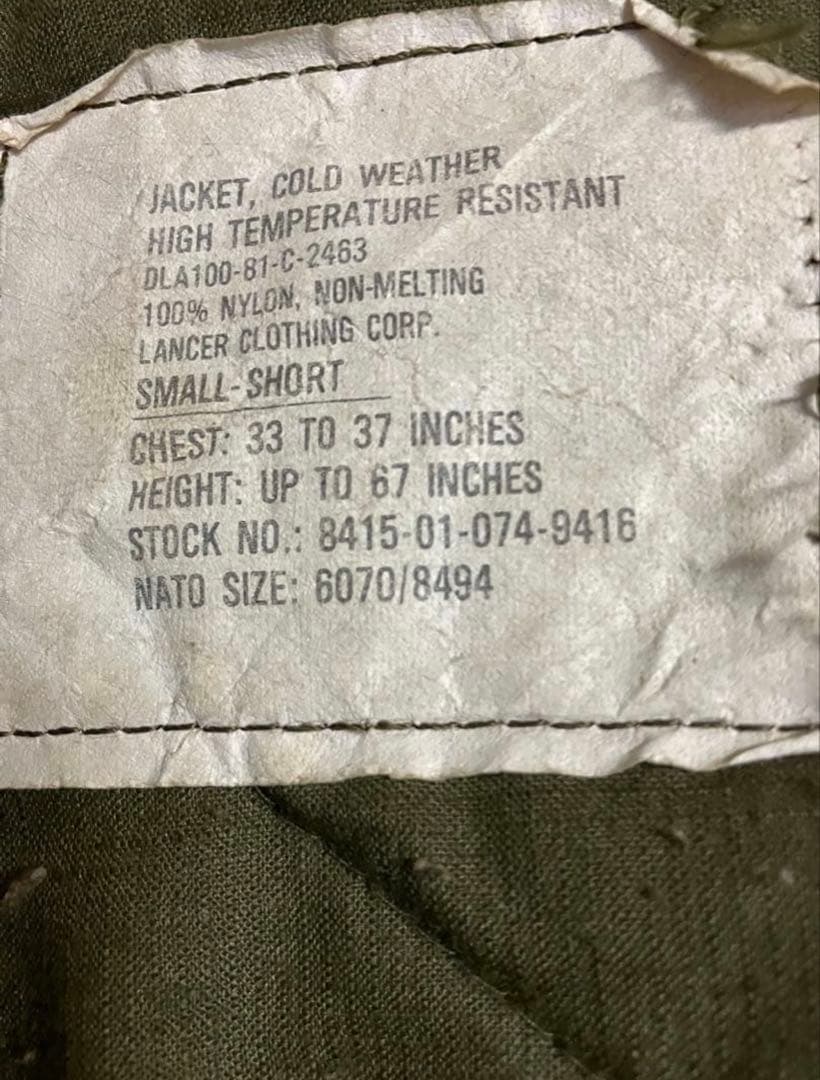 JACKET, COLD WEATHER
HIGH TEMPERATURE RESISTANT
DLA100-81-C-2463
100% NYLON, NON-MELTING
LANCER CLOTHING CORP.
SMALL-SHORT
CHEST: 33 TO 37 INCHES
HEIGHT: UP TO 67 INCHES
STOCK NO.: 8415-01-074-9416
NATO SIZE: 6070/8494